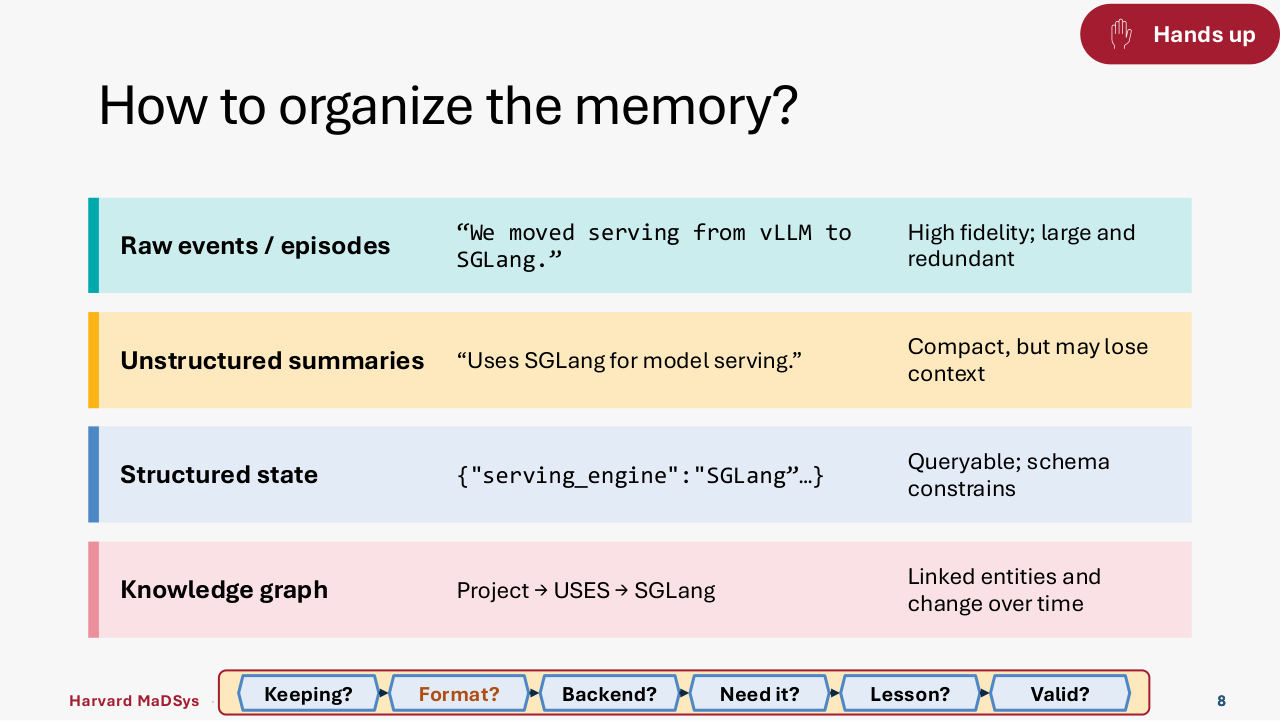 Hands up
How to organize the memory?
Raw events / episodes
“We moved serving from vLLM to
SGLang.”
High fidelity; large and
redundant
Unstructured summaries
“Uses SGLang for model serving.”
Compact, but may lose
context
Structured state
{"serving_engine":"SGLang”…}
Queryable; schema
constrains
Knowledge graph
Project → USES → SGLang
Linked entities and
change over time
Harvard MaDSys
Keeping?
Format?
Backend?
Need it?
Lesson?
Valid?
8